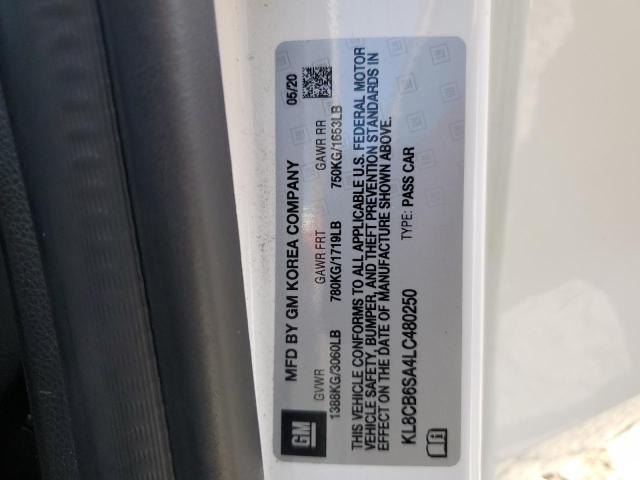 GM
MFD BY GM KOREA COMPANY
05/20
GVWR GAWR FRT GAWR RR
1388KG/3060LB 780KG/1719LB 750KG/1653LB
THIS VEHICLE CONFORMS TO ALL APPLICABLE U.S. FEDERAL MOTOR
VEHICLE SAFETY, BUMPER, AND THEFT PREVENTION STANDARDS IN
EFFECT ON THE DATE OF MANUFACTURE SHOWN ABOVE.
KL8CB6SA4LC480250 TYPE: PASS CAR